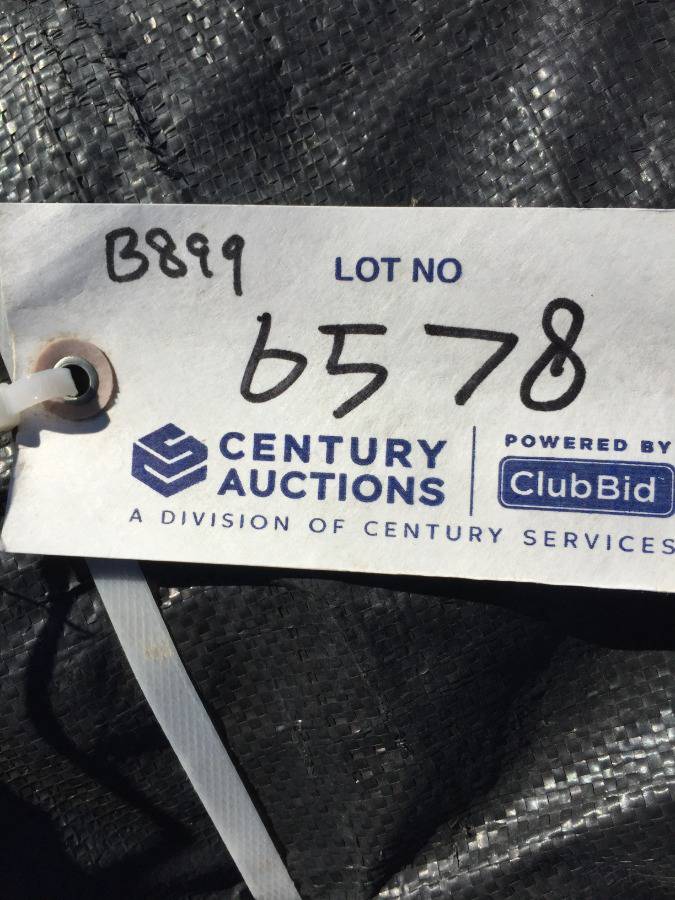 B899
LOT NO
6578
CENTURY
AUCTIONS
A DIVISION OF CENTURY SERVICES
POWERED BY
ClubBid